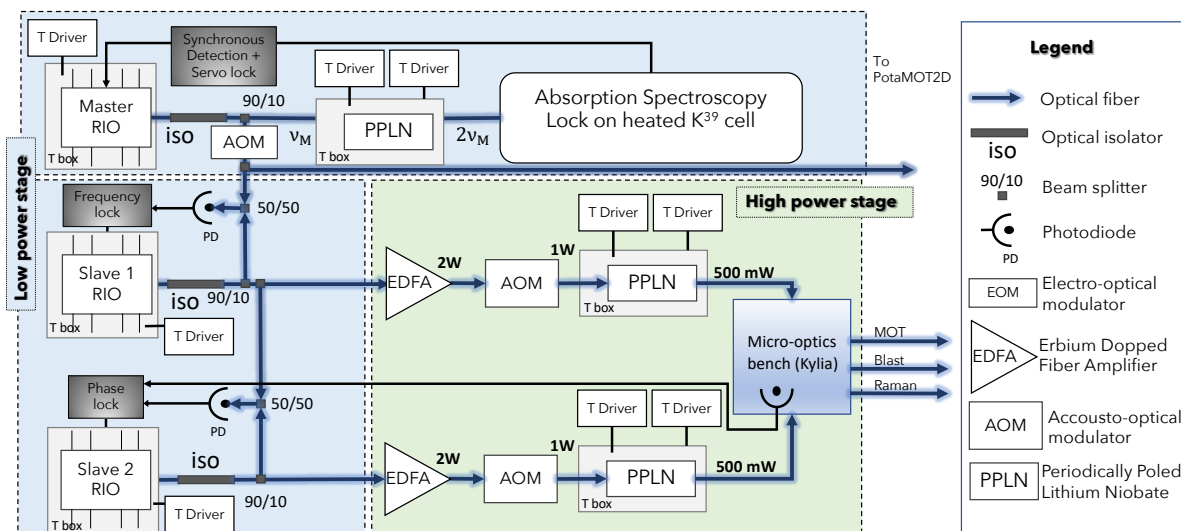 T Driver
Synchronous
Detection +
Servo lock
T Driver
T Driver
Master
RIO
T box
iso
90/10
AOM
ν_M
PPLN
T box
2ν_M
Absorption Spectroscopy
Lock on heated K³⁹ cell
To
PotaMOT2D
Low power stage
Frequency
lock
PD
50/50
Slave 1
RIO
T box
iso
90/10
T Driver
High power stage
T Driver
T Driver
EDFA
2W
AOM
1W
PPLN
T box
500 mW
Micro-optics
bench (Kylia)
MOT
Blast
Raman
Phase
lock
PD
50/50
Slave 2
RIO
T box
iso
90/10
T Driver
T Driver
T Driver
EDFA
2W
AOM
1W
PPLN
T box
500 mW
Legend
Optical fiber
iso
Optical isolator
90/10
Beam splitter
PD
Photodiode
EOM
Electro-optical
modulator
EDFA
Erbium Dopped
Fiber Amplifier
AOM
Accousto-optical
modulator
PPLN
Periodically Poled
Lithium Niobate